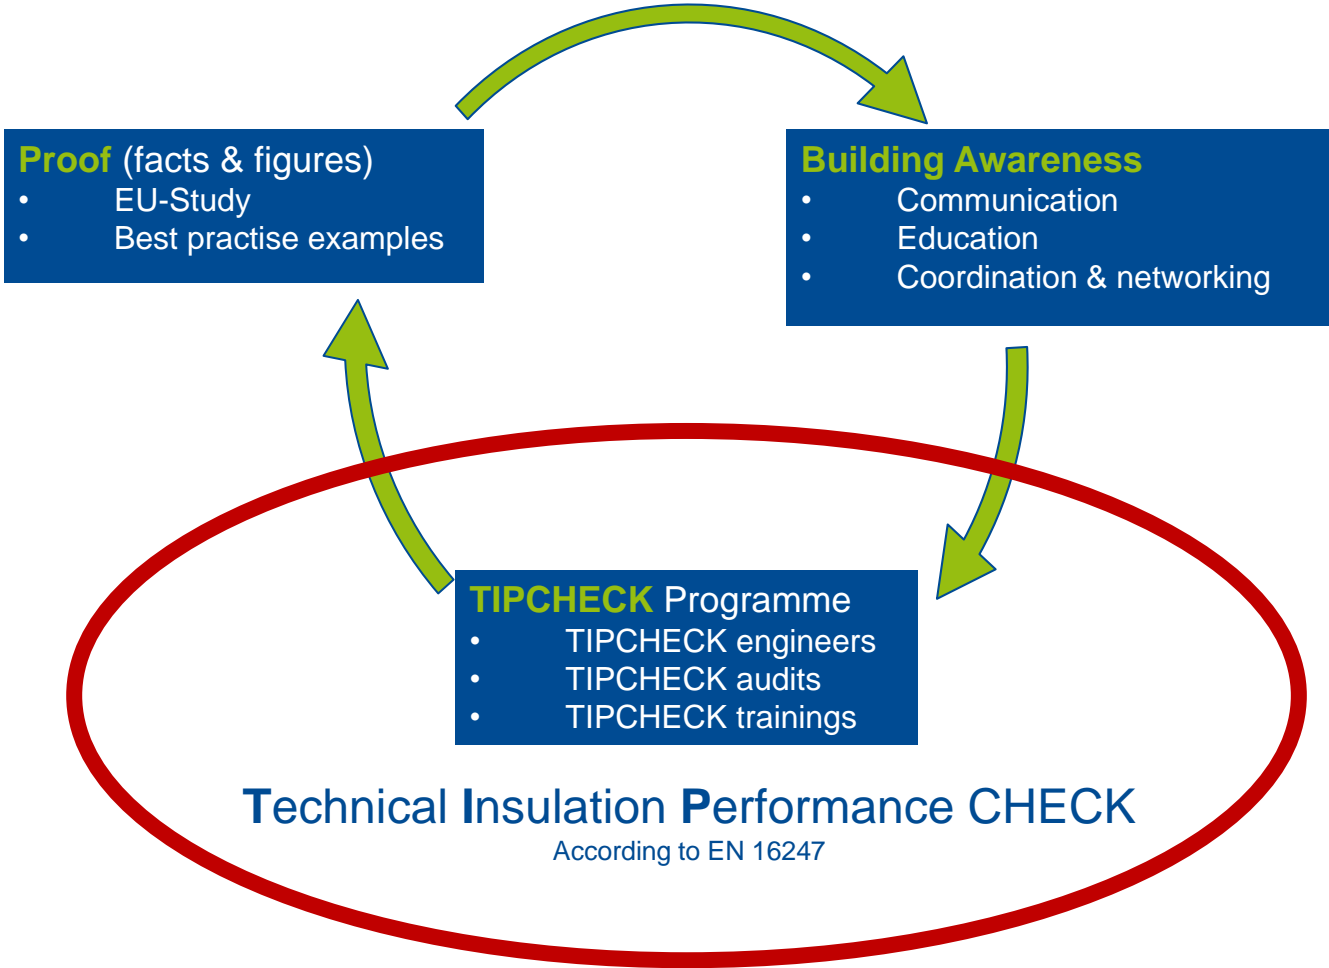 Proof (facts & figures)
• EU-Study
• Best practise examples
Building Awareness
• Communication
• Education
• Coordination & networking
TIPCHECK Programme
• TIPCHECK engineers
• TIPCHECK audits
• TIPCHECK trainings
Technical Insulation Performance CHECK
According to EN 16247